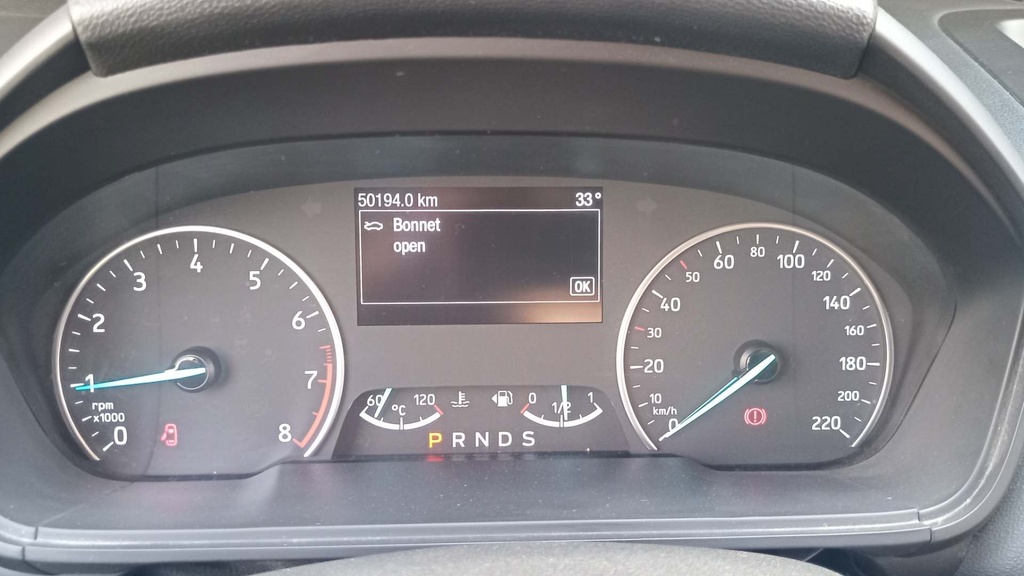 50194.0 km 33°
Bonnet
open
OK
0 1 2 3 4 5 6 7 8
rpm
x1000
60 °C 120
0 1/2 1
P R N D S
0 10 20 30 40 50 60 80 100 120 140 160 180 200 220
km/h